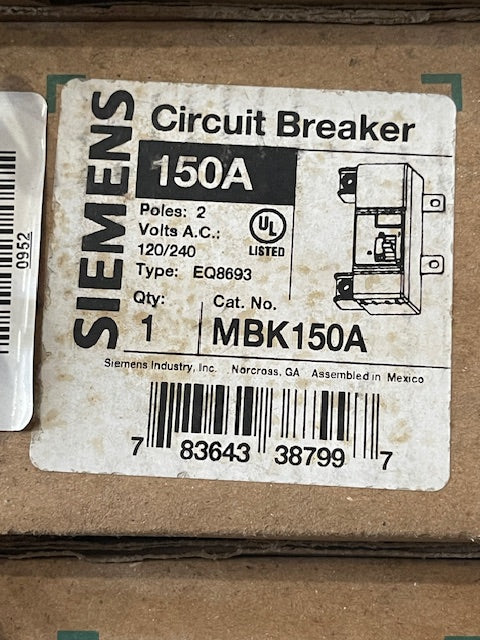 0952
SIEMENS
Circuit Breaker
150A
Poles: 2
Volts A.C.:
120/240
Type: EQ8693
UL
LISTED
Qty:
1
Cat. No.
MBK150A
Siemens Industry, Inc. Norcross, GA Assembled in Mexico
7 83643 38799 7